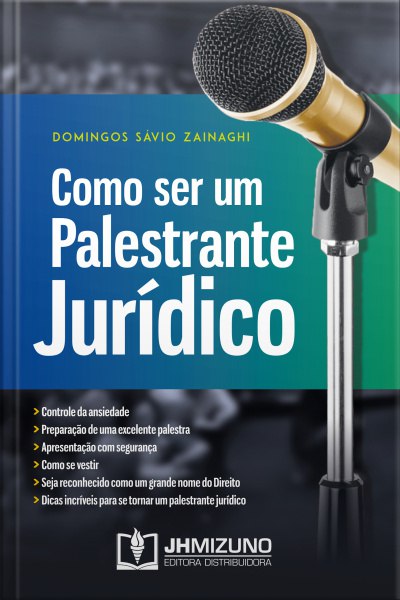 DOMINGOS SÁVIO ZAINAGHI
Como ser um
Palestrante
Jurídico
> Controle da ansiedade
> Preparação de uma excelente palestra
> Apresentação com segurança
> Como se vestir
> Seja reconhecido como um grande nome do Direito
> Dicas incríveis para se tornar um palestrante jurídico
JHMIZUNO
EDITORA DISTRIBUIDORA